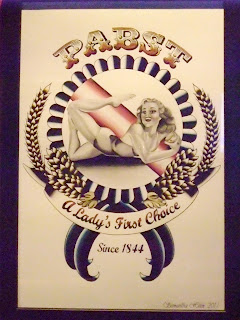 PABST
A Lady's First Choice
Since 1844